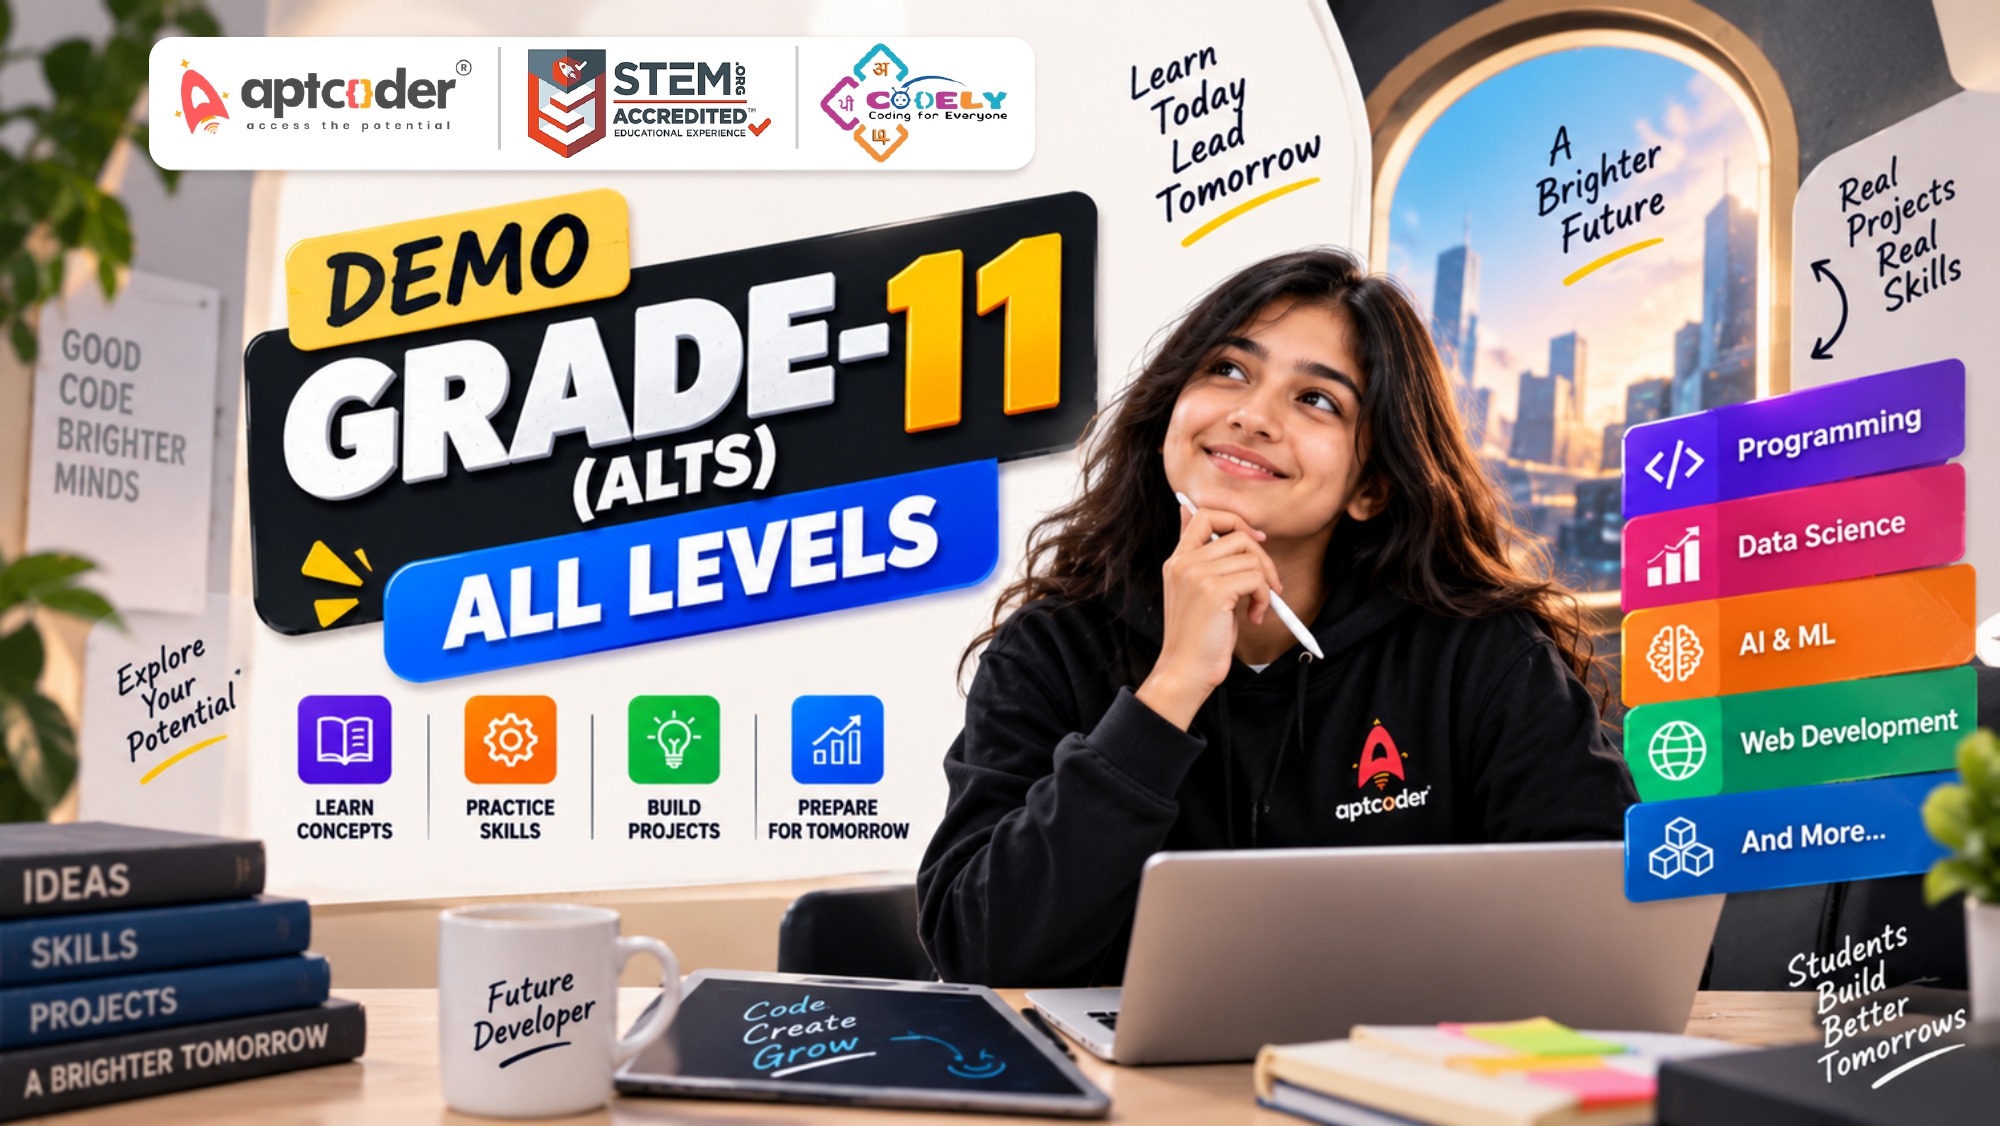 aptcoder®
access the potential
STEM.ORG
ACCREDITED™
EDUCATIONAL EXPERIENCE
अ
पी
CODELY
Coding for Everyone
Learn
Today
Lead
Tomorrow
A
Brighter
Future
Real
Projects
Real
Skills
DEMO
GRADE-11
(ALTS)
ALL LEVELS
GOOD
CODE
BRIGHTER
MINDS
Explore
Your
Potential
LEARN
CONCEPTS
PRACTICE
SKILLS
BUILD
PROJECTS
PREPARE
FOR TOMORROW
</> Programming
Data Science
AI & ML
Web Development
And More...
aptcoder
IDEAS
SKILLS
PROJECTS
A BRIGHTER TOMORROW
Future
Developer
Code
Create
Grow
Students
Build
Better
Tomorrows